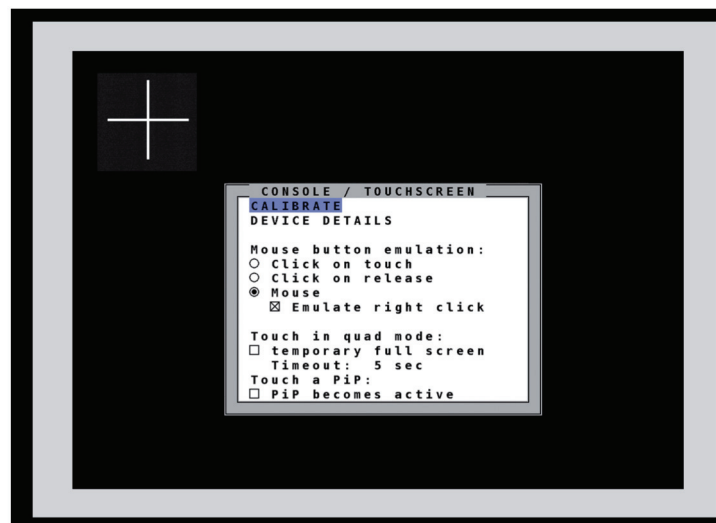 CONSOLE / TOUCHSCREEN
CALIBRATE
DEVICE DETAILS
Mouse button emulation:
Click on touch
Click on release
Mouse
Emulate right click
Touch in quad mode:
temporary full screen
Timeout: 5 sec
Touch a PiP:
PiP becomes active